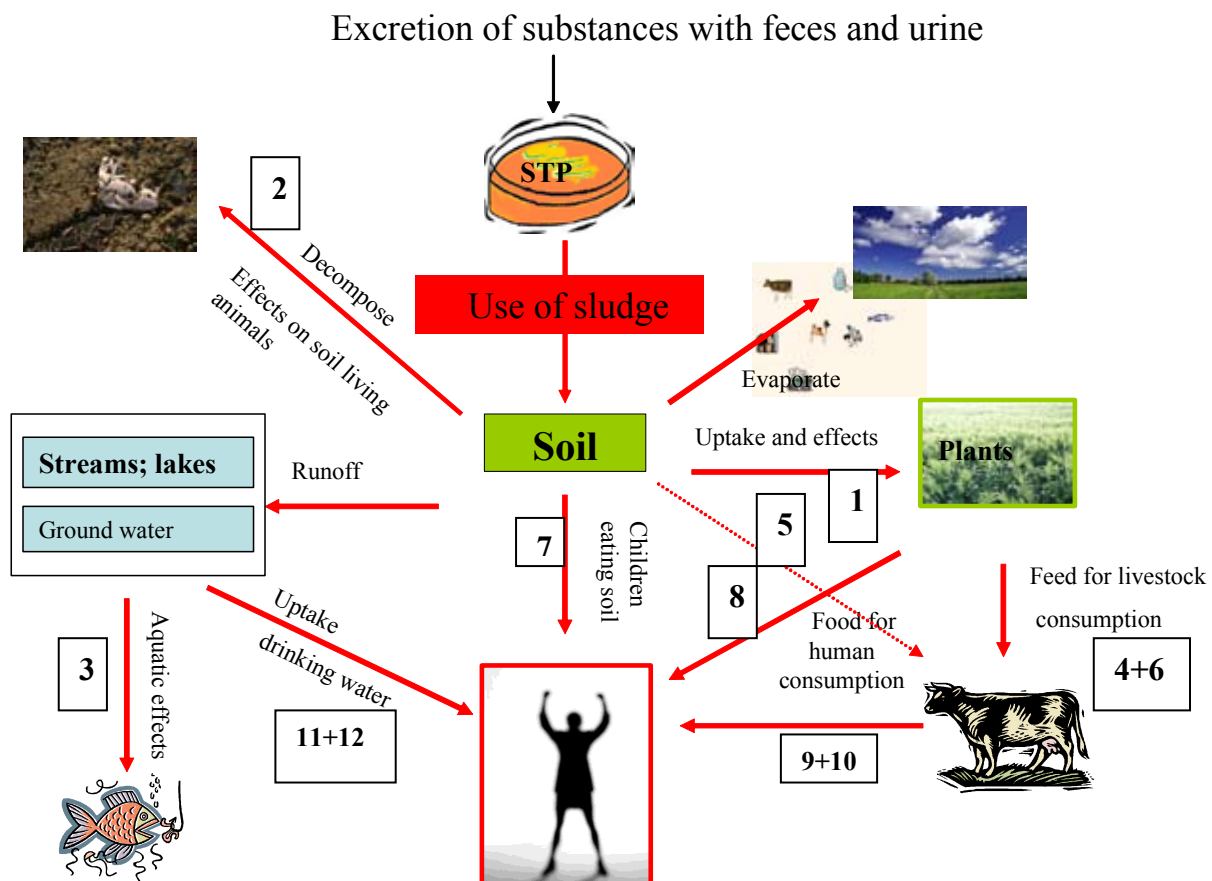 Excretion of substances with feces and urine
STP
2
Decompose
Effects on soil living
animals
Use of sludge
Evaporate
Soil
Uptake and effects
Plants
Streams; lakes
Ground water
Runoff
1
5
7
Children
eating soil
8
Feed for livestock
consumption
4+6
Food for
human
consumption
Uptake
drinking water
3
Aquatic effects
11+12
9+10